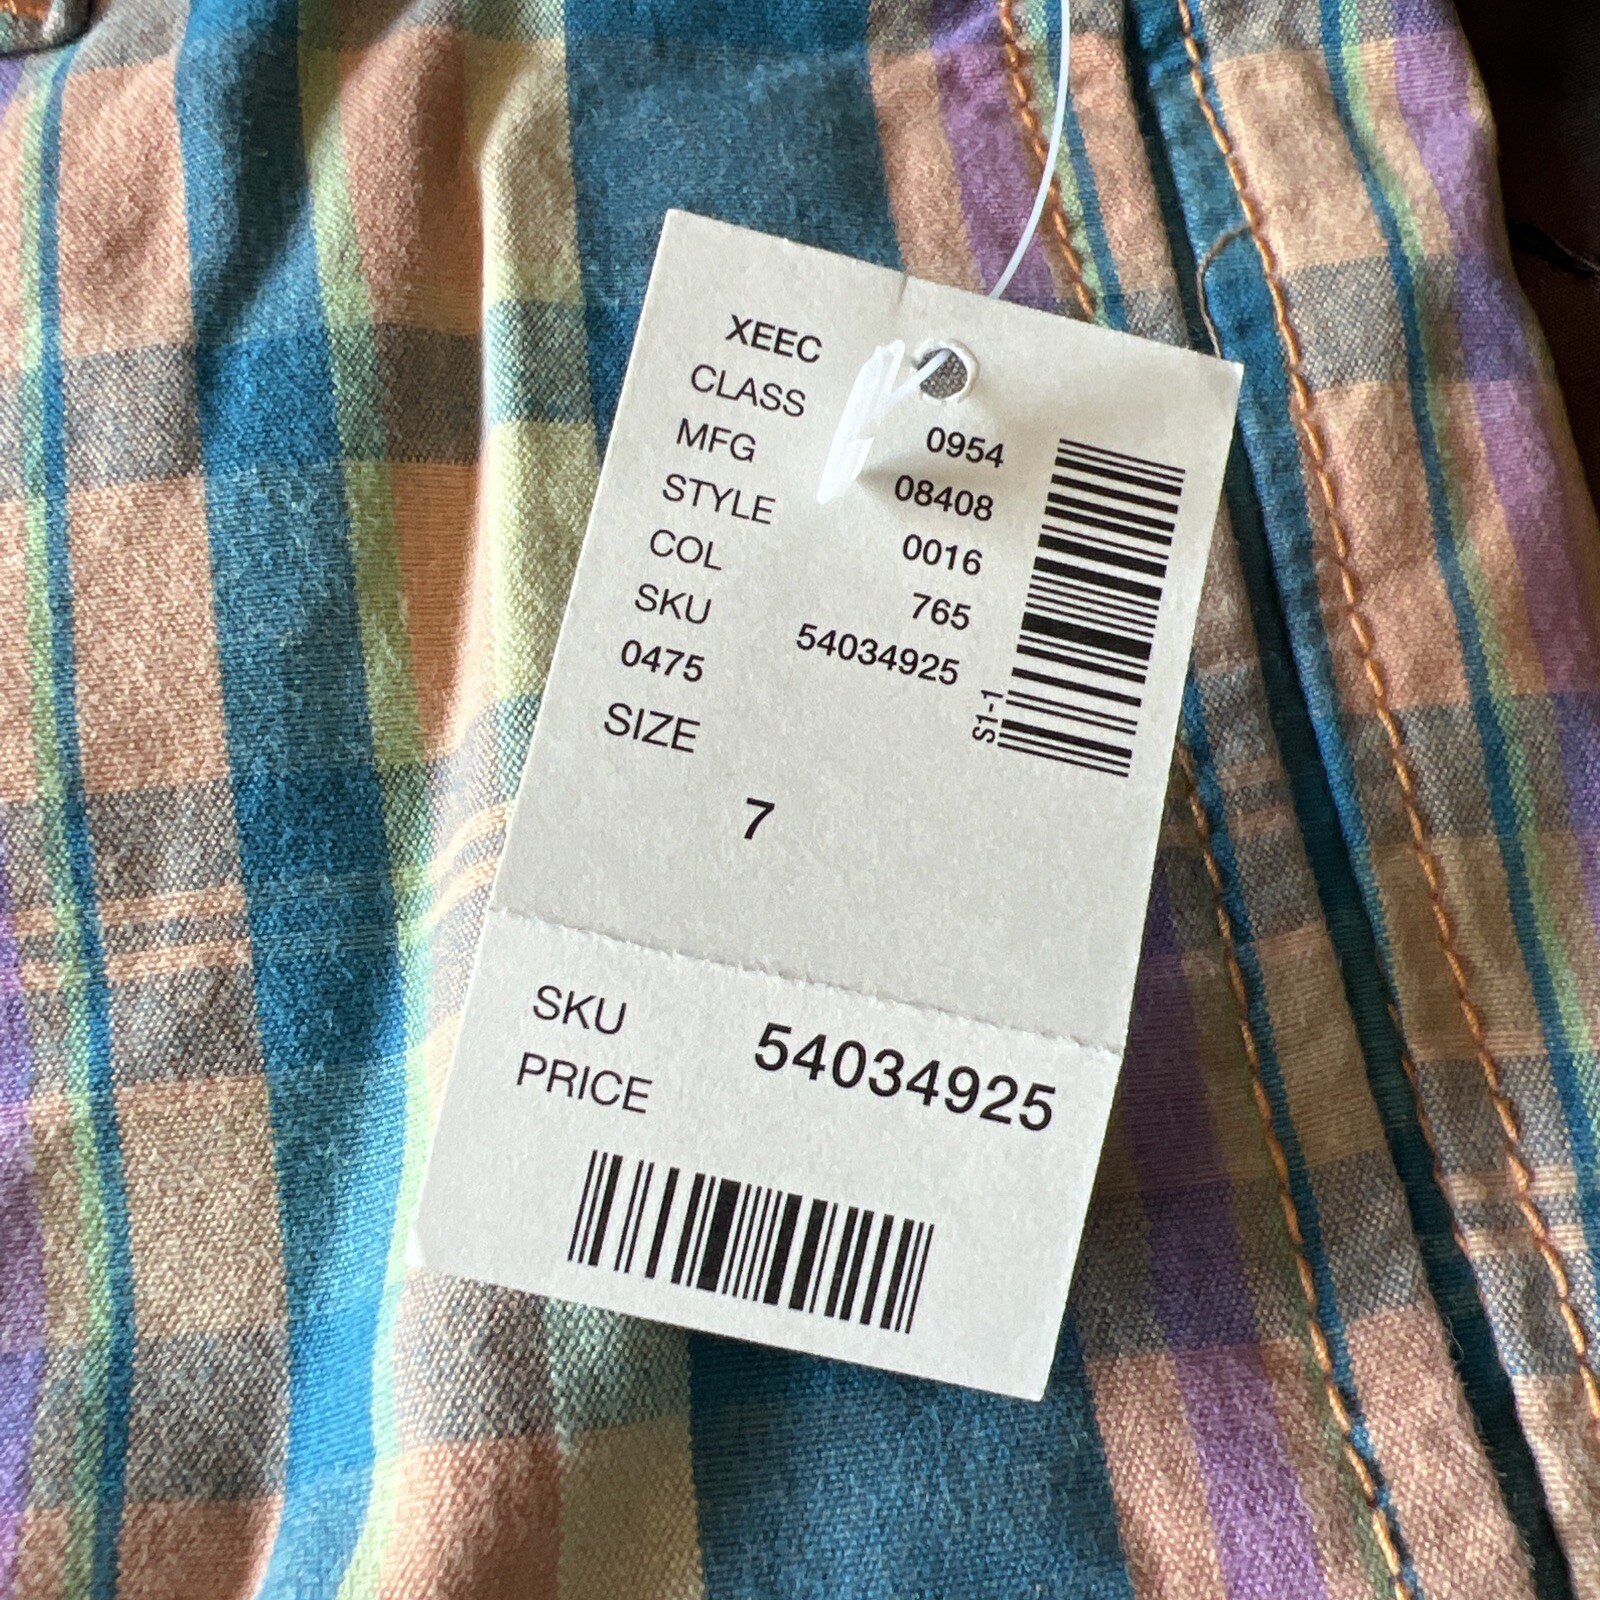 XEEC
CLASS 0954
MFG 08408
STYLE 0016
COL 765
SKU 54034925
0475
SIZE
7
S1-1
SKU 54034925
PRICE